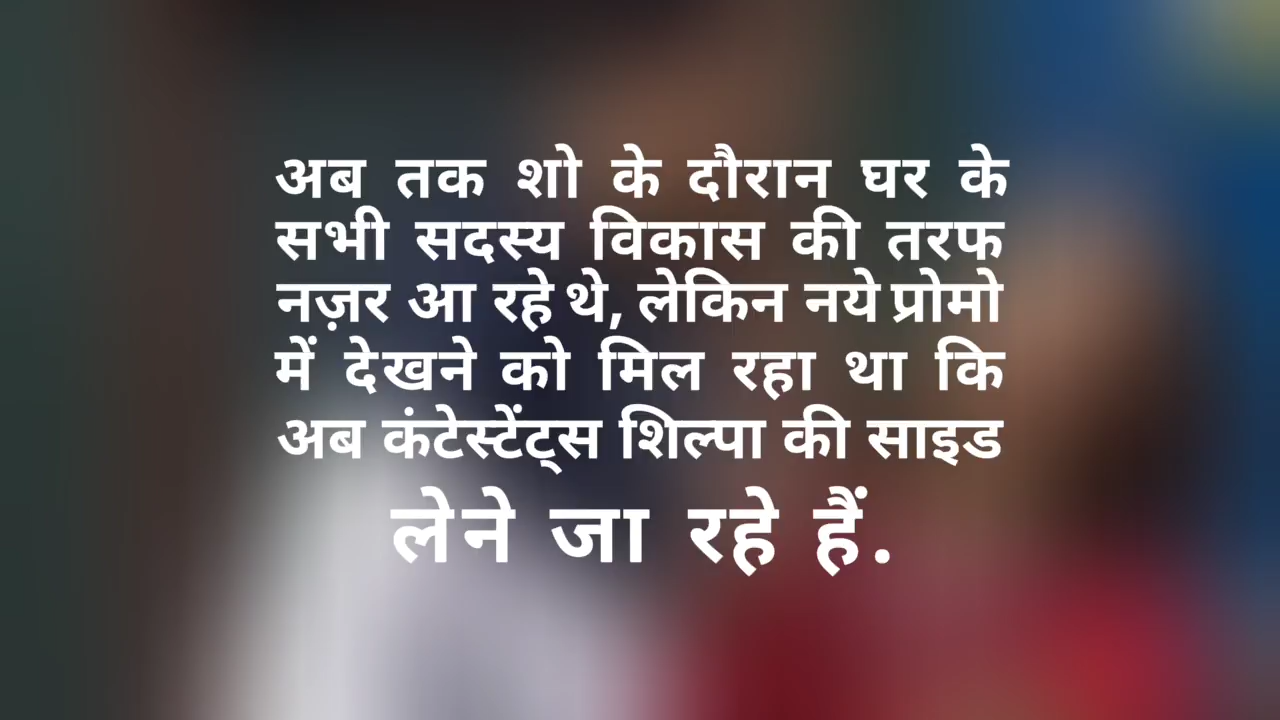 अब तक शो के दौरान घर के
सभी सदस्य विकास की तरफ
नज़र आ रहे थे, लेकिन नये प्रोमो
में देखने को मिल रहा था कि
अब कंटेस्टेंट्स शिल्पा की साइड
लेने जा रहे हैं.